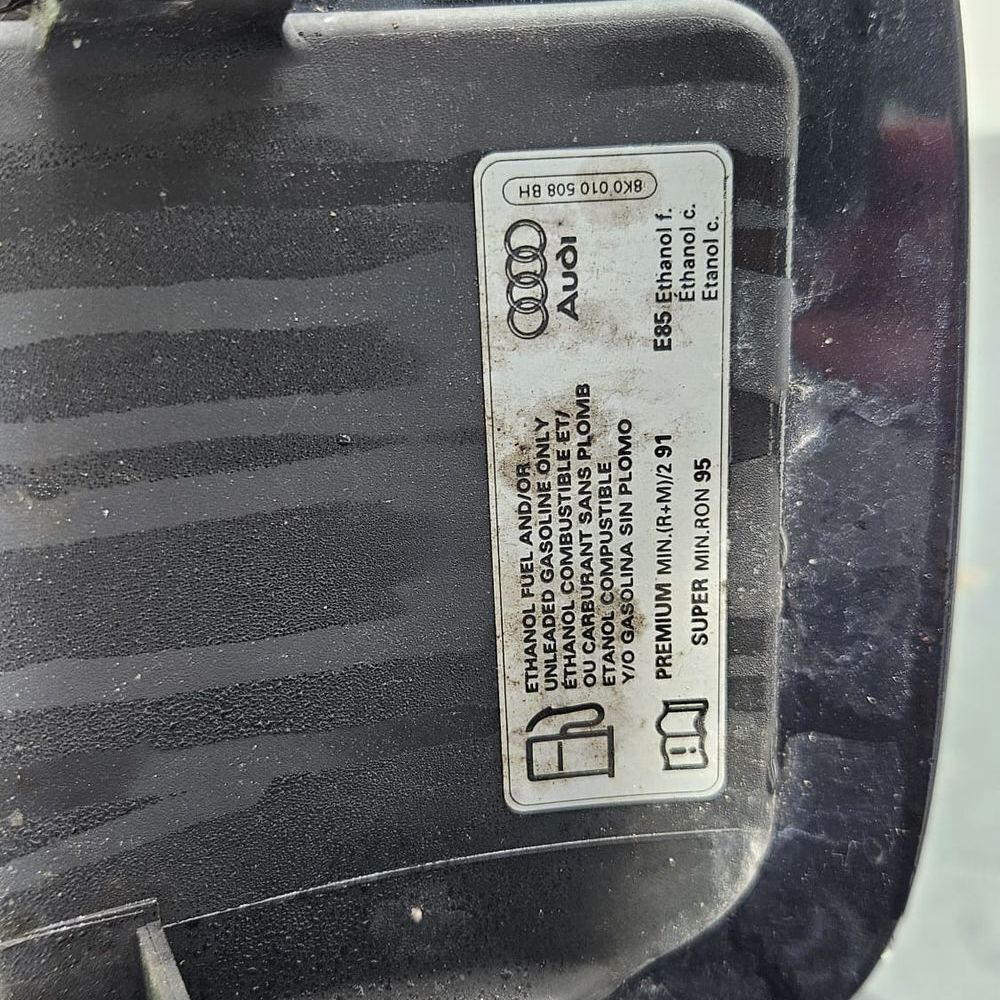 ETHANOL FUEL AND/OR
UNLEADED GASOLINE ONLY
ÉTHANOL COMBUSTIBLE ET/
OU CARBURANT SANS PLOMB
ETANOL COMPUSTIBLE
Y/O GASOLINA SIN PLOMO
Audi
8K0 010 508 BH
PREMIUM MIN.(R+M)/2 91
SUPER MIN.RON 95
E85 Ethanol f.
Éthanol c.
Etanol c.